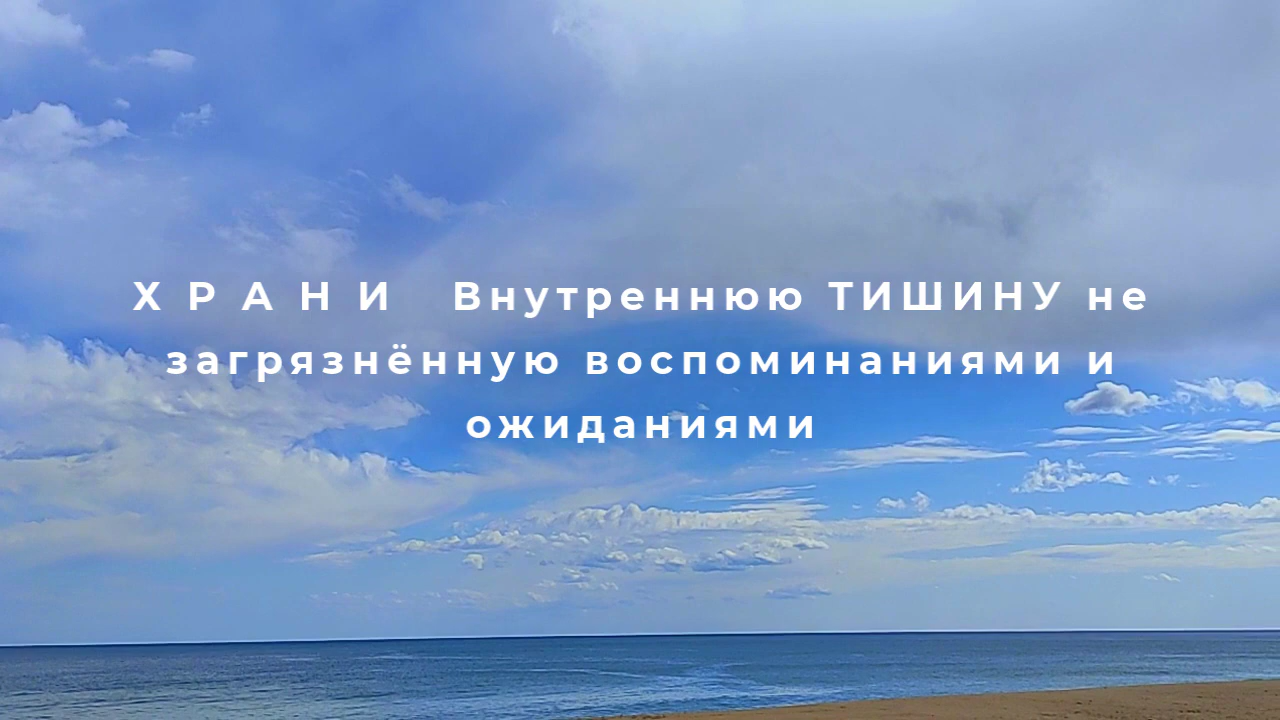 Х Р А Н И Внутреннюю ТИШИНУ не
загрязнённую воспоминаниями и
ожиданиями